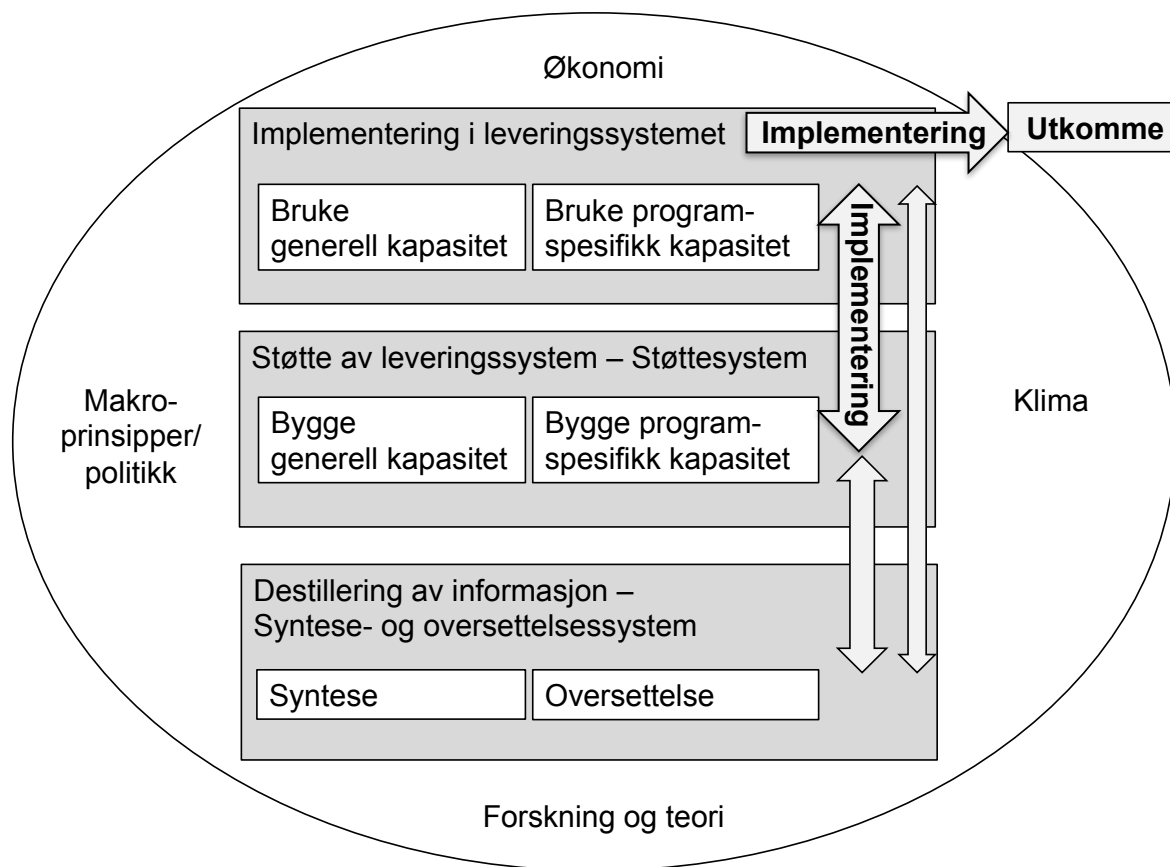 Økonomi
Implementering i leveringssystemet
Implementering
Utkomme
Bruke
generell kapasitet
Bruke program-
spesifikk kapasitet
Implementering
Støtte av leveringssystem – Støttesystem
Bygge
generell kapasitet
Bygge program-
spesifikk kapasitet
Makro-
prinsipper/
politikk
Klima
Destillering av informasjon –
Syntese- og oversettelsessystem
Syntese
Oversettelse
Forskning og teori